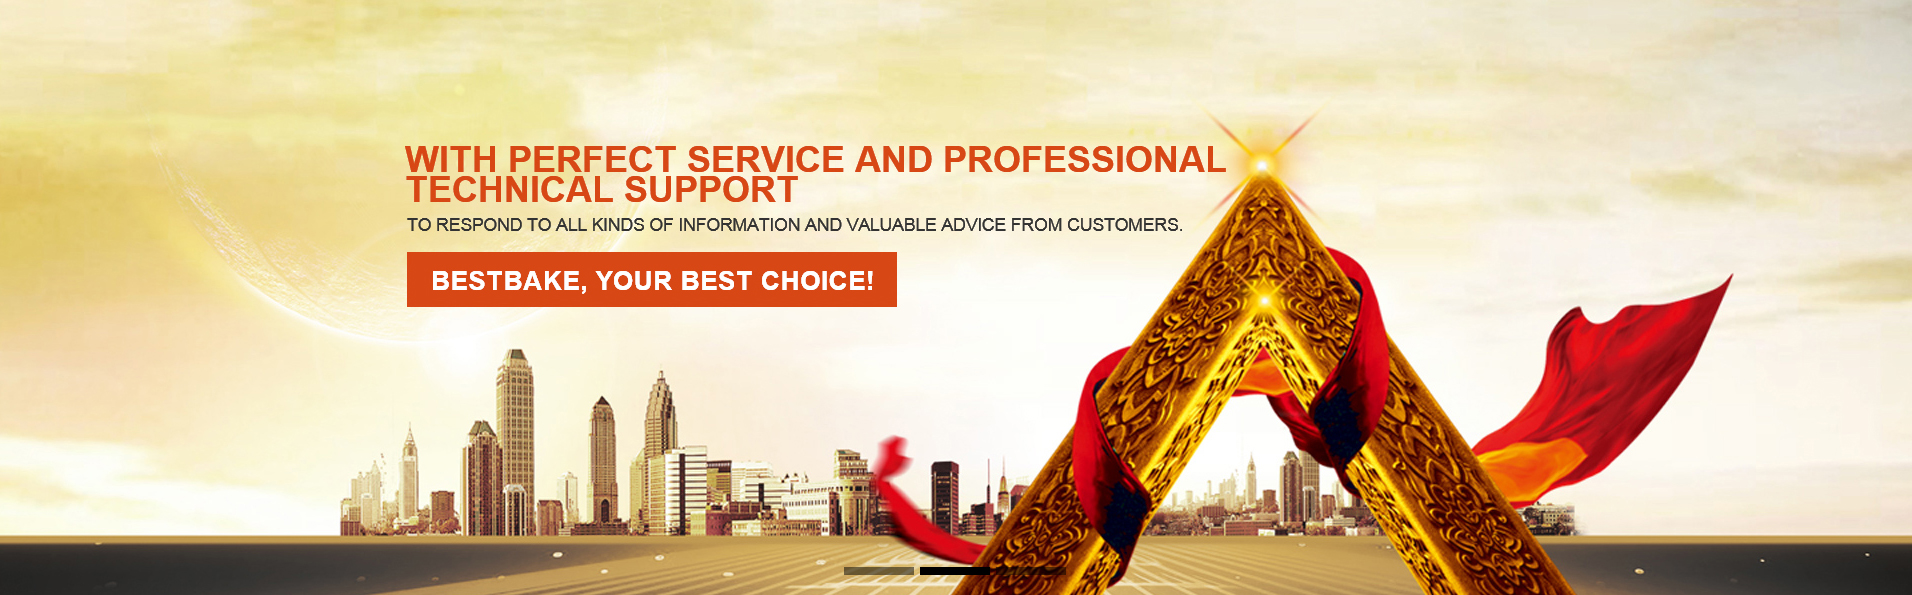 WITH PERFECT SERVICE AND PROFESSIONAL
TECHNICAL SUPPORT
TO RESPOND TO ALL KINDS OF INFORMATION AND VALUABLE ADVICE FROM CUSTOMERS.
BESTBAKE, YOUR BEST CHOICE!